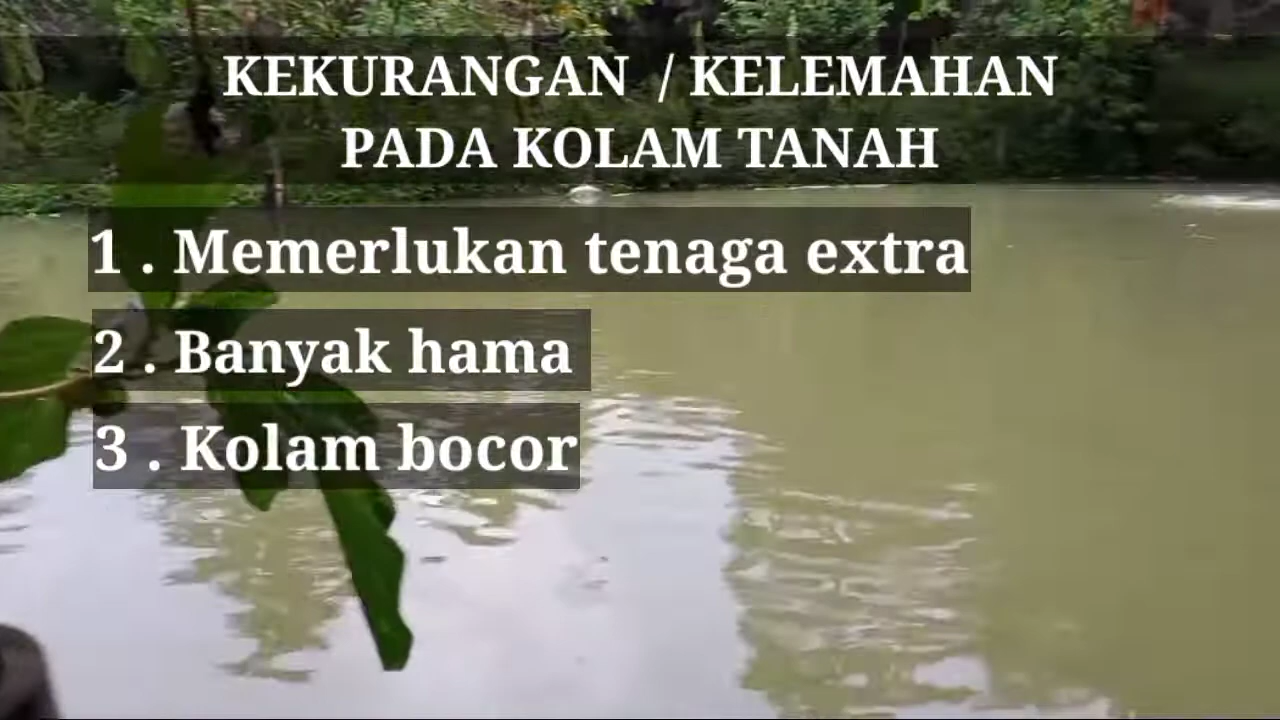 KEKURANGAN / KELEMAHAN
PADA KOLAM TANAH
1 . Memerlukan tenaga extra
2 . Banyak hama
3 . Kolam bocor